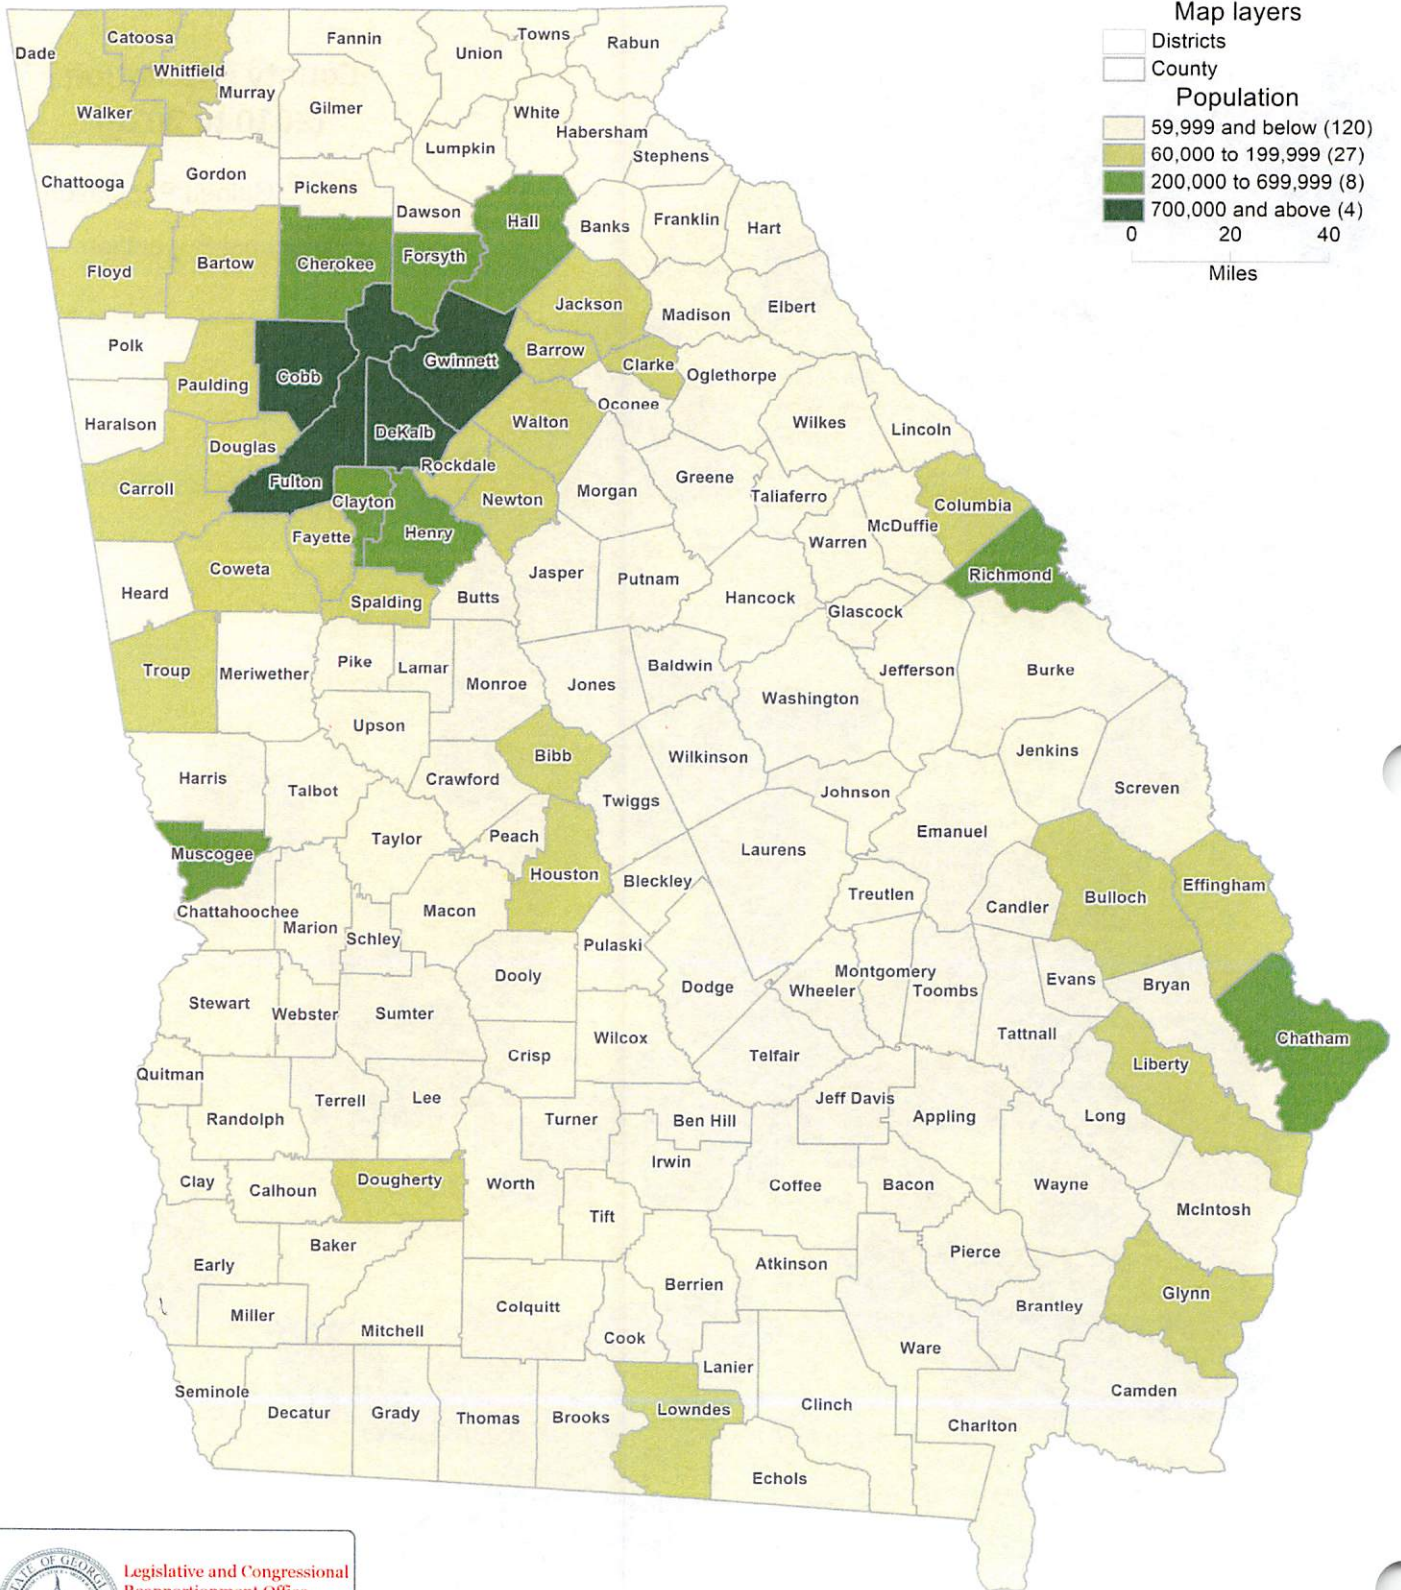 Map layers
Districts
County
Population
59,999 and below (120)
60,000 to 199,999 (27)
200,000 to 699,999 (8)
700,000 and above (4)
0 20 40
Miles
Dade
Catoosa
Whitfield
Walker
Murray
Fannin
Gilmer
Union
Towns
Rabun
White
Habersham
Lumpkin
Stephens
Chattooga
Gordon
Pickens
Dawson
Hall
Banks
Franklin
Hart
Floyd
Bartow
Cherokee
Forsyth
Jackson
Madison
Elbert
Polk
Paulding
Cobb
Gwinnett
Barrow
Clarke
Oglethorpe
Oconee
Haralson
Douglas
DeKalb
Walton
Wilkes
Lincoln
Carroll
Fulton
Rockdale
Clayton
Newton
Morgan
Greene
Taliaferro
Columbia
McDuffie
Warren
Fayette
Henry
Coweta
Heard
Spalding
Butts
Jasper
Putnam
Hancock
Glascock
Richmond
Troup
Meriwether
Pike
Lamar
Monroe
Jones
Baldwin
Washington
Jefferson
Burke
Upson
Bibb
Wilkinson
Jenkins
Screven
Harris
Talbot
Crawford
Twiggs
Johnson
Emanuel
Muscogee
Taylor
Peach
Houston
Bleckley
Laurens
Treutlen
Candler
Bulloch
Effingham
Chattahoochee
Marion
Schley
Macon
Pulaski
Dooly
Dodge
Montgomery
Wheeler
Toombs
Evans
Bryan
Stewart
Webster
Sumter
Crisp
Wilcox
Telfair
Tattnall
Chatham
Liberty
Quitman
Randolph
Terrell
Lee
Turner
Ben Hill
Jeff Davis
Appling
Long
Irwin
Clay
Calhoun
Dougherty
Worth
Tift
Coffee
Bacon
Wayne
McIntosh
Early
Baker
Berrien
Atkinson
Pierce
Glynn
Miller
Mitchell
Colquitt
Cook
Brantley
Ware
Lanier
Camden
Seminole
Decatur
Grady
Thomas
Brooks
Lowndes
Clinch
Charlton
Echols
Legislative and Congressional
Reapportionment Office